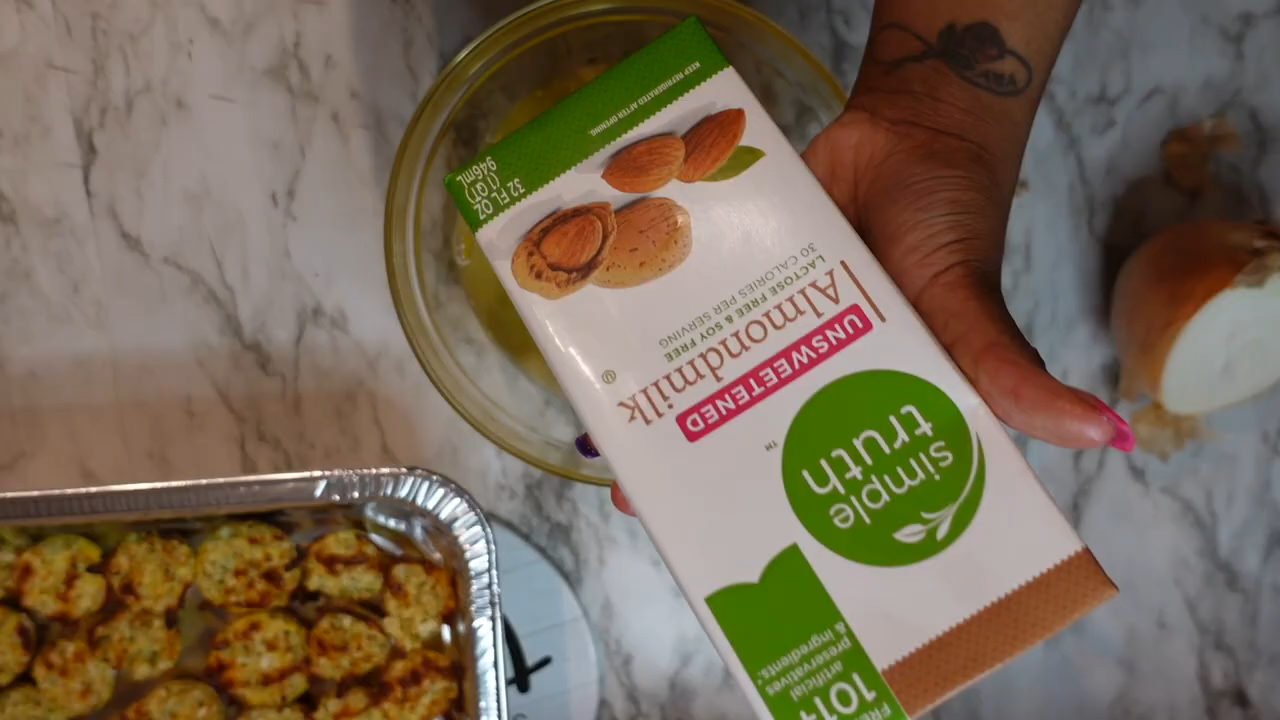 FREE
101+
artificial
preservatives
& ingredients*
simple
truth
™
UNSWEETENED
Almondmilk
LACTOSE FREE & SOY FREE
30 CALORIES PER SERVING
32 FL OZ
(1 QT)
946mL
KEEP REFRIGERATED AFTER OPENING.